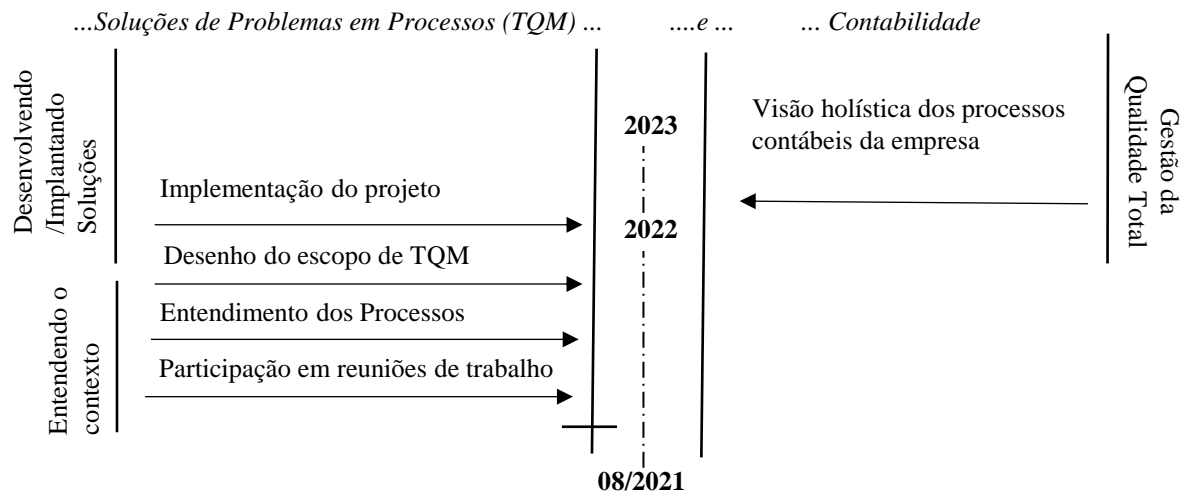 ...Soluções de Problemas em Processos (TQM) ... ....e ... ... Contabilidade
Desenvolvendo
/Implantando
Soluções
Implementação do projeto
Desenho do escopo de TQM
Entendendo o
contexto
Entendimento dos Processos
Participação em reuniões de trabalho
2023
2022
08/2021
Visão holística dos processos
contábeis da empresa
Gestão da
Qualidade Total